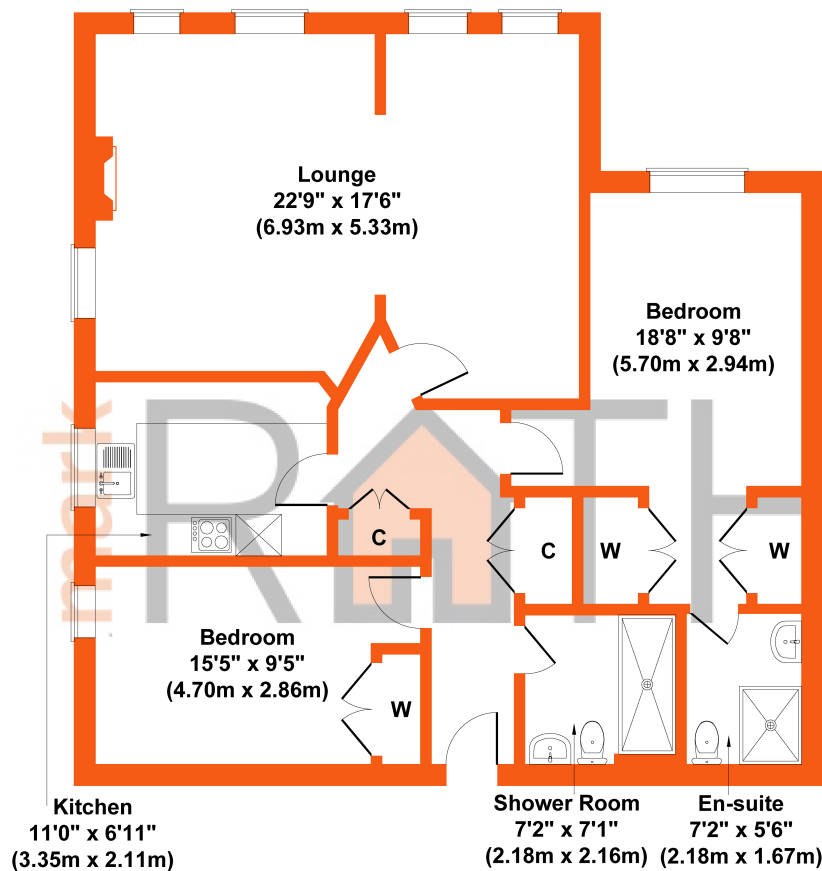 Lounge
22'9" x 17'6"
(6.93m x 5.33m)
Bedroom
18'8" x 9'8"
(5.70m x 2.94m)
mark
RATI
C
C
W
W
Bedroom
15'5" x 9'5"
(4.70m x 2.86m)
W
Kitchen
11'0" x 6'11"
(3.35m x 2.11m)
Shower Room
7'2" x 7'1"
(2.18m x 2.16m)
En-suite
7'2" x 5'6"
(2.18m x 1.67m)